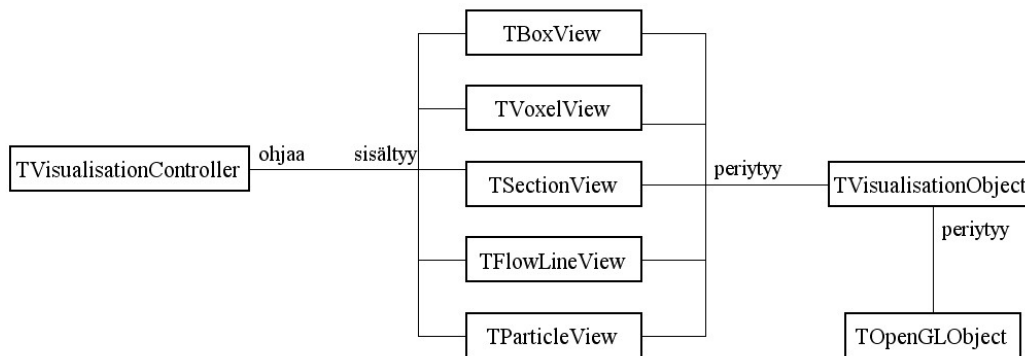 TBoxView
TVoxelView
TVisualisationController
ohjaa
sisältyy
TSectionView
periytyy
TVisualisationObject
periytyy
TFlowLineView
TParticleView
TOpenGLObject